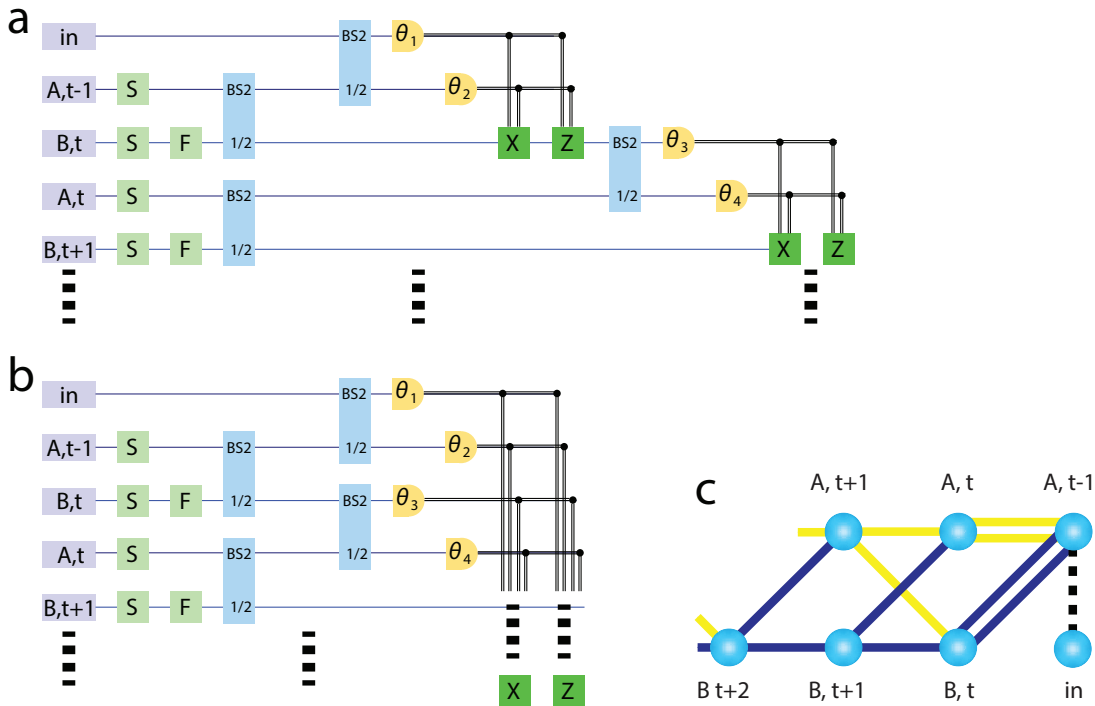 a
in
BS2
1/2
θ1
A,t-1
S
BS2
1/2
θ2
B,t
S
F
X
Z
BS2
1/2
θ3
A,t
S
BS2
1/2
θ4
B,t+1
S
F
X
Z
b
in
BS2
1/2
θ1
A,t-1
S
BS2
1/2
θ2
B,t
S
F
BS2
1/2
θ3
A,t
S
BS2
1/2
θ4
B,t+1
S
F
X
Z
c
A, t+1
A, t
A, t-1
B t+2
B, t+1
B, t
in